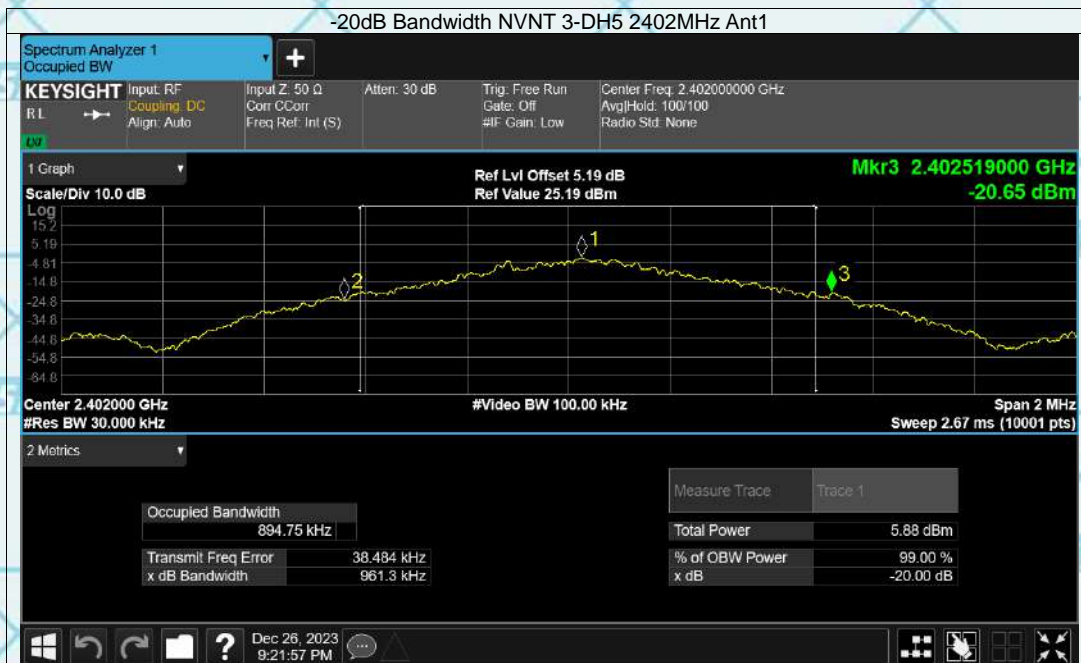 -20dB Bandwidth NVNT 3-DH5 2402MHz Ant1
Spectrum Analyzer 1
Occupied BW
+
KEYSIGHT Input: RF Input Z: 50 Ω Atten: 30 dB Trig: Free Run Center Freq: 2.402000000 GHz
RL Coupling: DC Corr CCorr Gate: Off Avg|Hold: 100/100
Align: Auto Freq Ref: Int (S) #IF Gain: Low Radio Std: None
LXI
1 Graph Ref Lvl Offset 5.19 dB Mkr3 2.402519000 GHz
Scale/Div 10.0 dB Ref Value 25.19 dBm -20.65 dBm
Log
15.2
5.19
-4.81
-14.8
-24.8
-34.8
-44.8
-54.8
-64.8
1
2
3
Center 2.402000 GHz #Video BW 100.00 kHz Span 2 MHz
#Res BW 30.000 kHz Sweep 2.67 ms (10001 pts)
2 Metrics
Measure Trace Trace 1
Occupied Bandwidth
894.75 kHz Total Power 5.88 dBm
Transmit Freq Error 38.484 kHz % of OBW Power 99.00 %
x dB Bandwidth 961.3 kHz x dB -20.00 dB
? Dec 26, 2023
9:21:57 PM